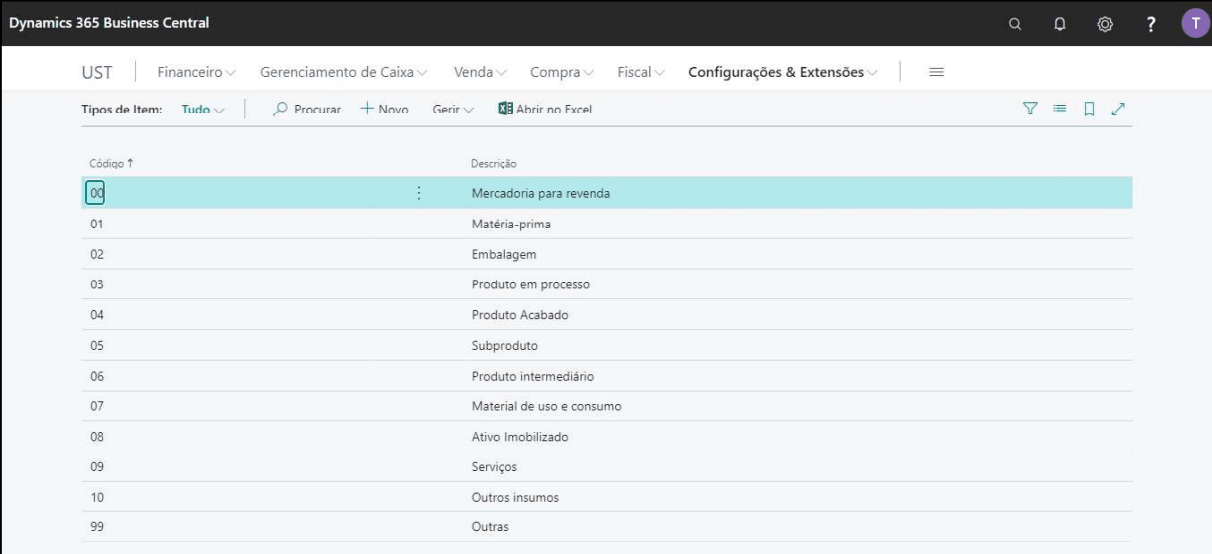 Dynamics 365 Business Central
?
T
UST Financeiro Gerenciamento de Caixa Venda Compra Fiscal Configurações & Extensões
Tipos de Item: Tudo Procurar + Novo Gerir Abrir no Excel
Código ↑ Descrição
00 Mercadoria para revenda
01 Matéria-prima
02 Embalagem
03 Produto em processo
04 Produto Acabado
05 Subproduto
06 Produto intermediário
07 Material de uso e consumo
08 Ativo Imobilizado
09 Serviços
10 Outros insumos
99 Outras